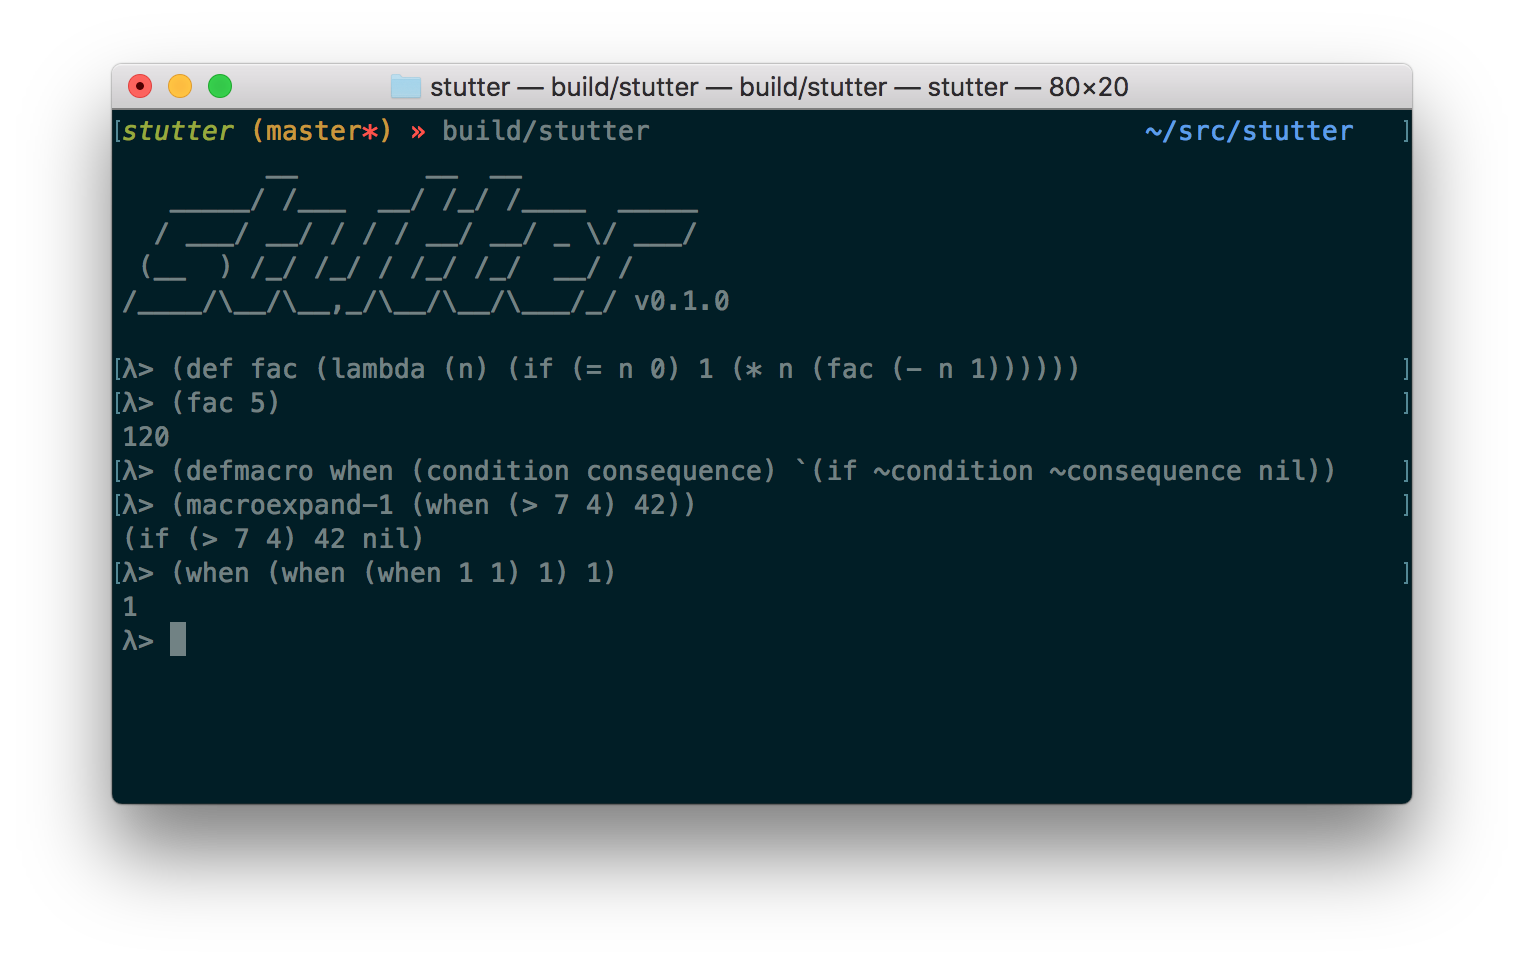 stutter — build/stutter — build/stutter — stutter — 80×20
[stutter (master*) » build/stutter ~/src/stutter ]
          __        __  __
   _____/ /___  __/ /_/ /____  _____
  / ___/ __/ / / / __/ __/ _ \/ ___/
 (__  ) /_/ /_/ / /_/ /_/  __/ /
/____/\__/\__,_/\__/\__/\___/_/ v0.1.0
[λ> (def fac (lambda (n) (if (= n 0) 1 (* n (fac (- n 1)))))) ]
[λ> (fac 5) ]
120
[λ> (defmacro when (condition consequence) `(if ~condition ~consequence nil)) ]
[λ> (macroexpand-1 (when (> 7 4) 42)) ]
(if (> 7 4) 42 nil)
[λ> (when (when (when 1 1) 1) 1) ]
1
λ>